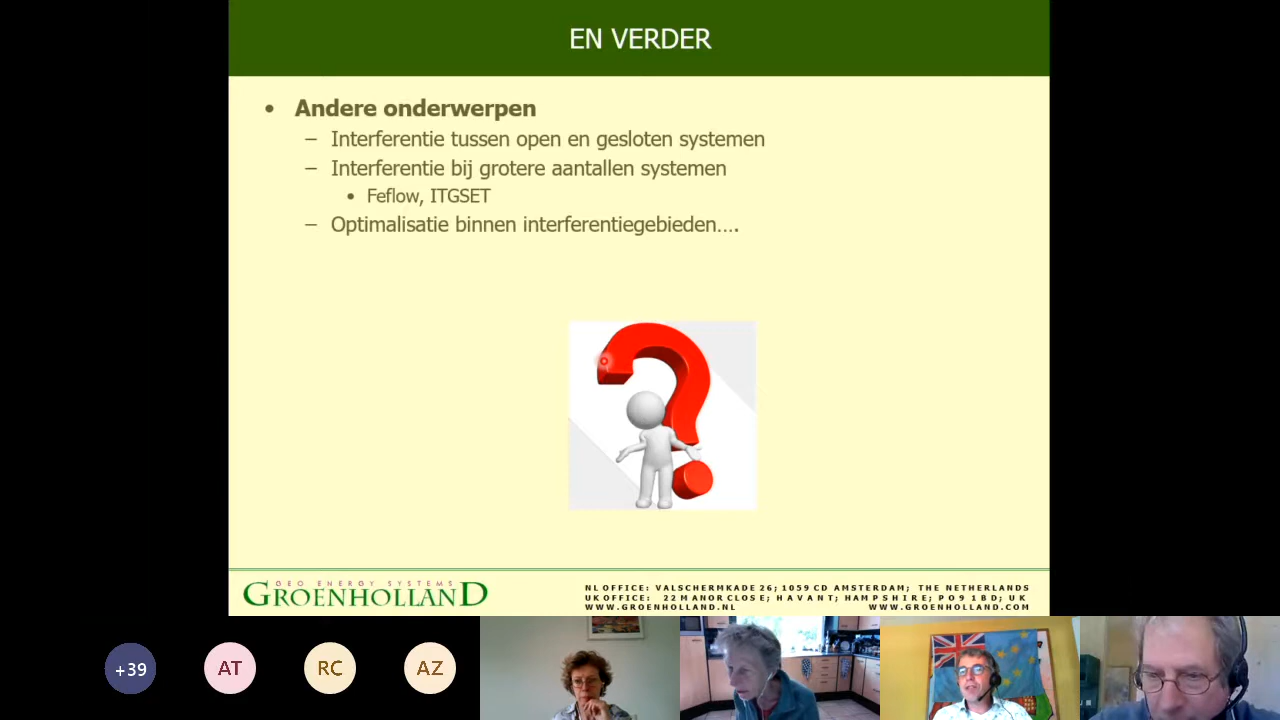 EN VERDER
• Andere onderwerpen
– Interferentie tussen open en gesloten systemen
– Interferentie bij grotere aantallen systemen
• Feflow, ITGSET
– Optimalisatie binnen interferentiegebieden….
GEO ENERGY SYSTEMS
GROENHOLLAND
NL OFFICE: VALSCHERMKADE 26; 1059 CD AMSTERDAM; THE NETHERLANDS
UK OFFICE: 22 MANOR CLOSE; HAVANT; HAMPSHIRE; PO9 1BD; UK
WWW.GROENHOLLAND.NL WWW.GROENHOLLAND.COM
+39 AT RC AZ